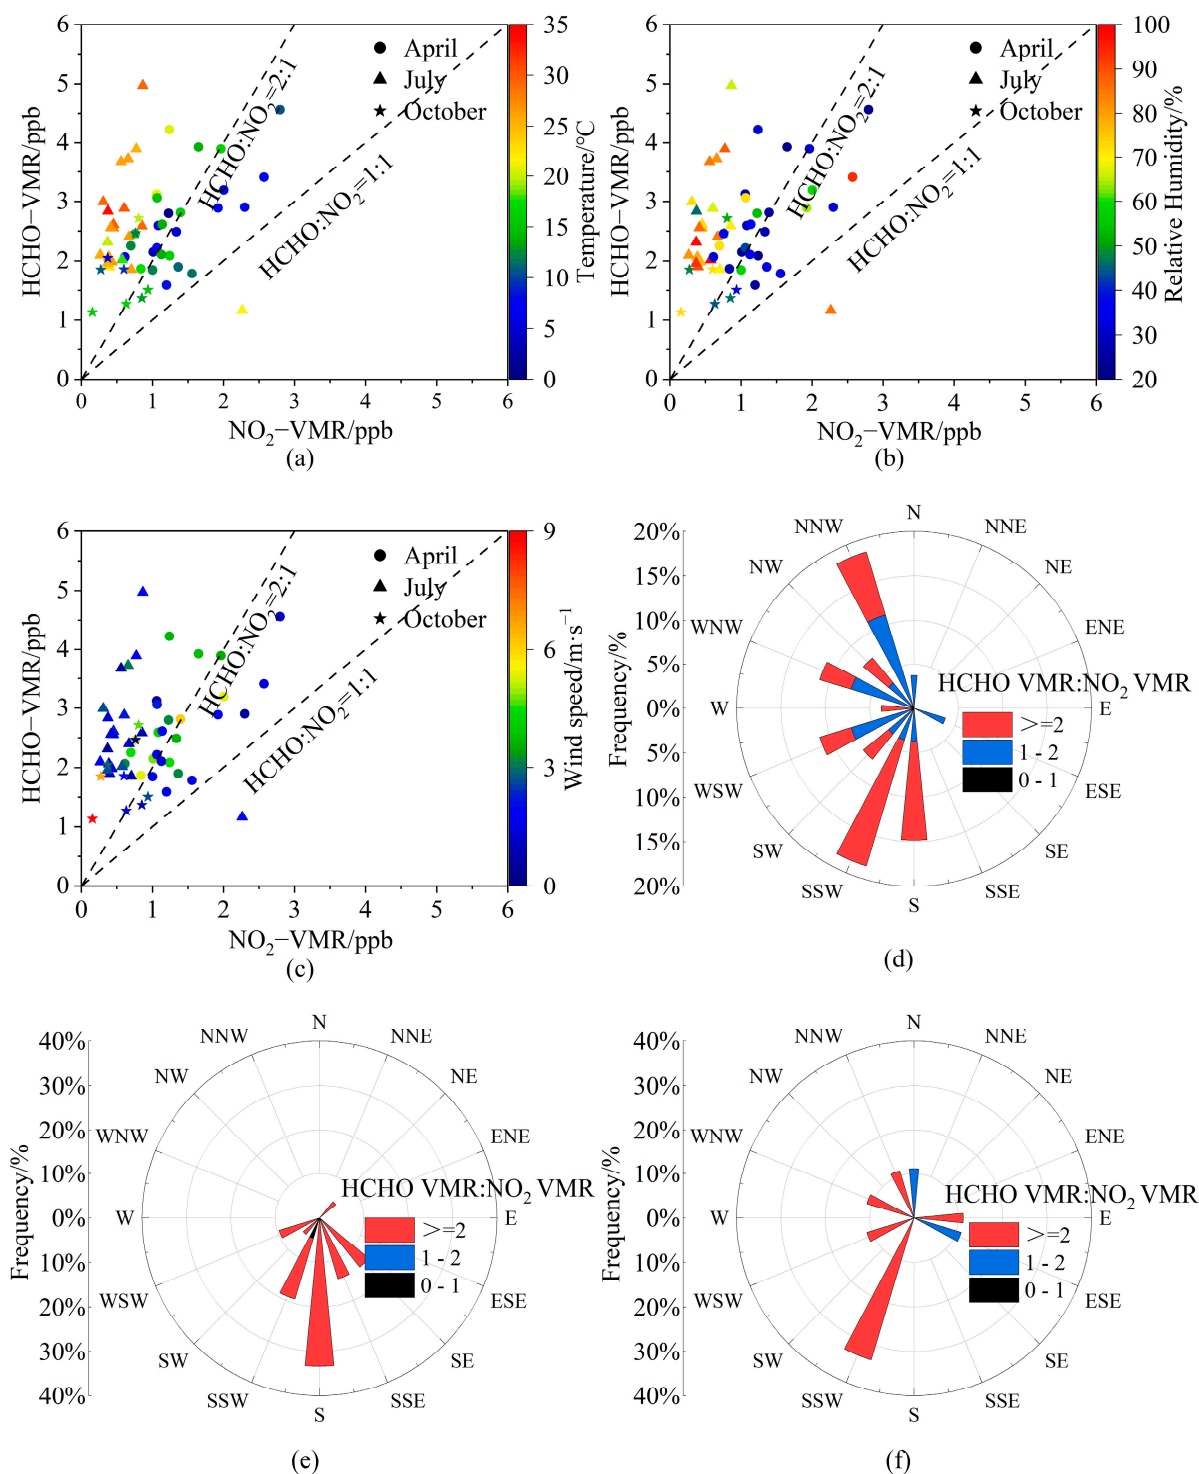 6
5
4
3
2
1
0
HCHO−VMR/ppb
0 1 2 3 4 5 6
NO2−VMR/ppb
April
July
October
HCHO:NO2=2:1
HCHO:NO2=1:1
35
30
25
20
15
10
5
0
Temperature/°C
(a)
6
5
4
3
2
1
0
HCHO−VMR/ppb
0 1 2 3 4 5 6
NO2−VMR/ppb
April
July
October
HCHO:NO2=2:1
HCHO:NO2=1:1
100
90
80
70
60
50
40
30
20
Relative Humidity/%
(b)
6
5
4
3
2
1
0
HCHO−VMR/ppb
0 1 2 3 4 5 6
NO2−VMR/ppb
April
July
October
HCHO:NO2=2:1
HCHO:NO2=1:1
9
6
3
0
Wind speed/m·s−1
(c)
20%
15%
10%
5%
0%
5%
10%
15%
20%
Frequency/%
N
NNE
NE
ENE
E
ESE
SE
SSE
S
SSW
SW
WSW
W
WNW
NW
NNW
HCHO VMR:NO2 VMR
>=2
1 - 2
0 - 1
(d)
40%
30%
20%
10%
0%
10%
20%
30%
40%
Frequency/%
N
NNE
NE
ENE
E
ESE
SE
SSE
S
SSW
SW
WSW
W
WNW
NW
NNW
HCHO VMR:NO2 VMR
>=2
1 - 2
0 - 1
(e)
40%
30%
20%
10%
0%
10%
20%
30%
40%
Frequency/%
N
NNE
NE
ENE
E
ESE
SE
SSE
S
SSW
SW
WSW
W
WNW
NW
NNW
HCHO VMR:NO2 VMR
>=2
1 - 2
0 - 1
(f)